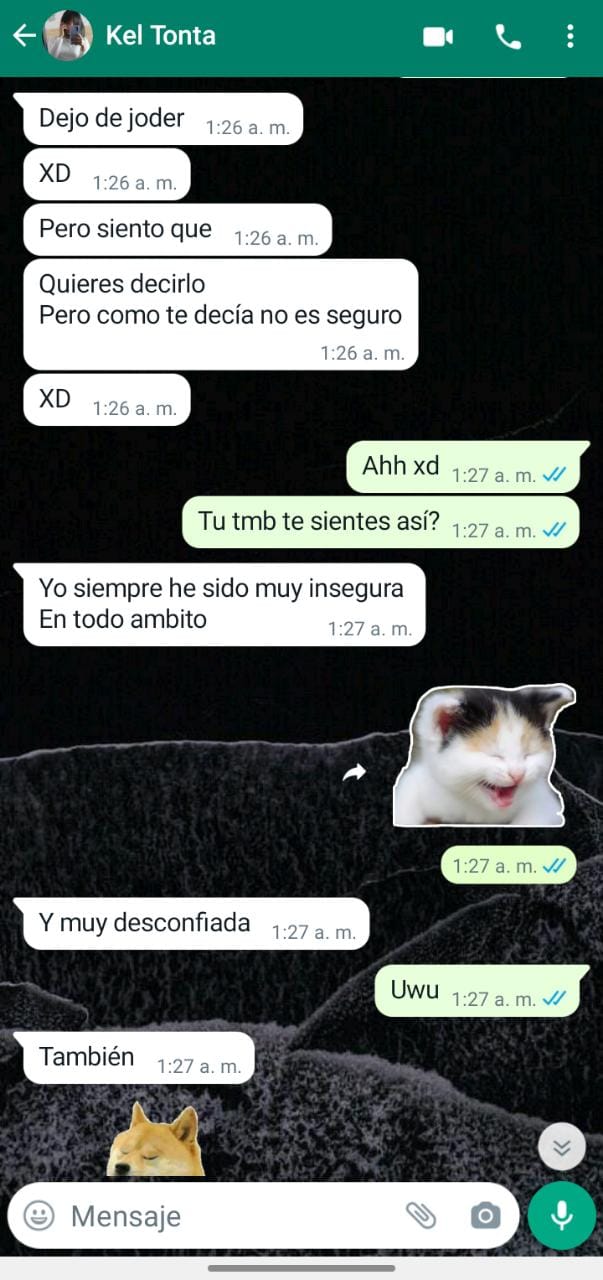 Kel Tonta
Dejo de joder 1:26 a. m.
XD 1:26 a. m.
Pero siento que 1:26 a. m.
Quieres decirlo
Pero como te decía no es seguro
1:26 a. m.
XD 1:26 a. m.
Ahh xd 1:27 a. m.
Tu tmb te sientes así? 1:27 a. m.
Yo siempre he sido muy insegura
En todo ambito 1:27 a. m.
1:27 a. m.
Y muy desconfiada 1:27 a. m.
Uwu 1:27 a. m.
También 1:27 a. m.
Mensaje